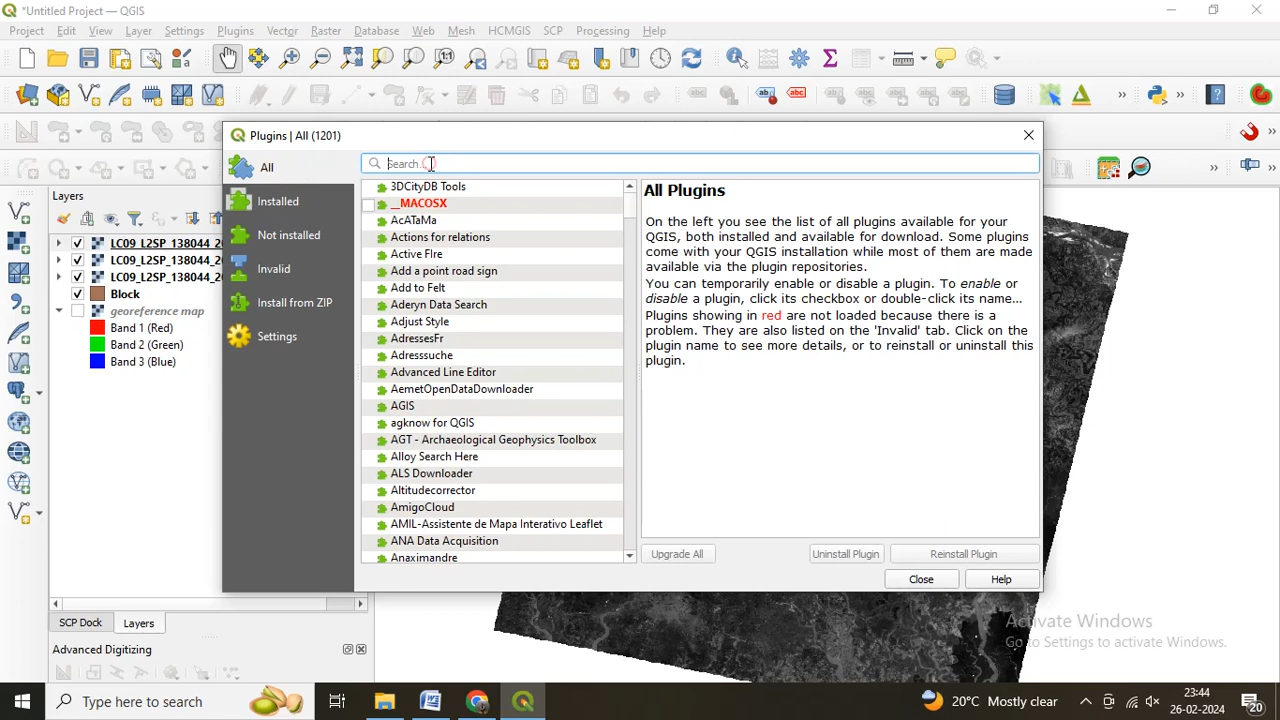 *Untitled Project — QGIS
Project Edit View Layer Settings Plugins Vector Raster Database Web Mesh HCMGIS SCP Processing Help
Plugins | All (1201)
All
Search...
Installed
Not installed
Invalid
Install from ZIP
Settings
3DCityDB Tools
__MACOSX
AcATaMa
Actions for relations
Active FIre
Add a point road sign
Add to Felt
Aderyn Data Search
Adjust Style
AdressesFr
Adresssuche
Advanced Line Editor
AemetOpenDataDownloader
AGIS
agknow for QGIS
AGT - Archaeological Geophysics Toolbox
Alloy Search Here
ALS Downloader
Altitudecorrector
AmigoCloud
AMIL-Assistente de Mapa Interativo Leaflet
ANA Data Acquisition
Anaximandre
All Plugins
On the left you see the list of all plugins available for your
QGIS, both installed and available for download. Some plugins
come with your QGIS installation while most of them are made
available via the plugin repositories.
You can temporarily enable or disable a plugin. To enable or
disable a plugin, click its checkbox or double-click its name...
Plugins showing in red are not loaded because there is a
problem. They are also listed on the 'Invalid' tab. Click on the
plugin name to see more details, or to reinstall or uninstall this
plugin.
Upgrade All
Uninstall Plugin
Reinstall Plugin
Close
Help
Layers
LC09_L2SP_138044_2
LC09_L2SP_138044_2
LC09_L2SP_138044_2
Block
georeference map
Band 1 (Red)
Band 2 (Green)
Band 3 (Blue)
SCP Dock
Layers
Advanced Digitizing
Activate Windows
Go to Settings to activate Windows.
Type here to search
20°C Mostly clear
23:44
26-02-2024
20